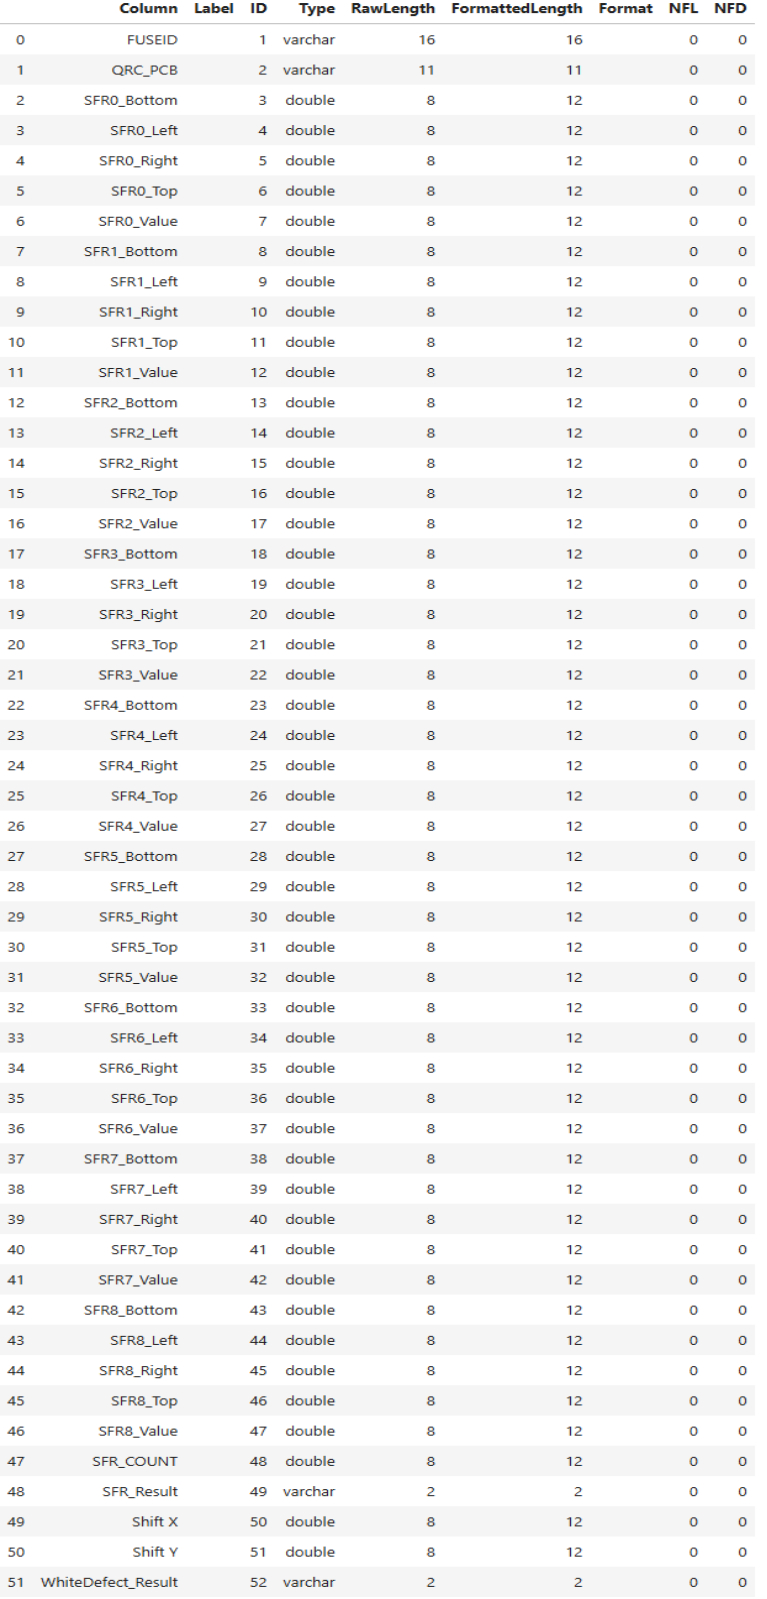 Column Label ID Type RawLength FormattedLength Format NFL NFD
0 FUSEID 1 varchar 16 16 0 0
1 QRC_PCB 2 varchar 11 11 0 0
2 SFR0_Bottom 3 double 8 12 0 0
3 SFR0_Left 4 double 8 12 0 0
4 SFR0_Right 5 double 8 12 0 0
5 SFR0_Top 6 double 8 12 0 0
6 SFR0_Value 7 double 8 12 0 0
7 SFR1_Bottom 8 double 8 12 0 0
8 SFR1_Left 9 double 8 12 0 0
9 SFR1_Right 10 double 8 12 0 0
10 SFR1_Top 11 double 8 12 0 0
11 SFR1_Value 12 double 8 12 0 0
12 SFR2_Bottom 13 double 8 12 0 0
13 SFR2_Left 14 double 8 12 0 0
14 SFR2_Right 15 double 8 12 0 0
15 SFR2_Top 16 double 8 12 0 0
16 SFR2_Value 17 double 8 12 0 0
17 SFR3_Bottom 18 double 8 12 0 0
18 SFR3_Left 19 double 8 12 0 0
19 SFR3_Right 20 double 8 12 0 0
20 SFR3_Top 21 double 8 12 0 0
21 SFR3_Value 22 double 8 12 0 0
22 SFR4_Bottom 23 double 8 12 0 0
23 SFR4_Left 24 double 8 12 0 0
24 SFR4_Right 25 double 8 12 0 0
25 SFR4_Top 26 double 8 12 0 0
26 SFR4_Value 27 double 8 12 0 0
27 SFR5_Bottom 28 double 8 12 0 0
28 SFR5_Left 29 double 8 12 0 0
29 SFR5_Right 30 double 8 12 0 0
30 SFR5_Top 31 double 8 12 0 0
31 SFR5_Value 32 double 8 12 0 0
32 SFR6_Bottom 33 double 8 12 0 0
33 SFR6_Left 34 double 8 12 0 0
34 SFR6_Right 35 double 8 12 0 0
35 SFR6_Top 36 double 8 12 0 0
36 SFR6_Value 37 double 8 12 0 0
37 SFR7_Bottom 38 double 8 12 0 0
38 SFR7_Left 39 double 8 12 0 0
39 SFR7_Right 40 double 8 12 0 0
40 SFR7_Top 41 double 8 12 0 0
41 SFR7_Value 42 double 8 12 0 0
42 SFR8_Bottom 43 double 8 12 0 0
43 SFR8_Left 44 double 8 12 0 0
44 SFR8_Right 45 double 8 12 0 0
45 SFR8_Top 46 double 8 12 0 0
46 SFR8_Value 47 double 8 12 0 0
47 SFR_COUNT 48 double 8 12 0 0
48 SFR_Result 49 varchar 2 2 0 0
49 Shift X 50 double 8 12 0 0
50 Shift Y 51 double 8 12 0 0
51 WhiteDefect_Result 52 varchar 2 2 0 0